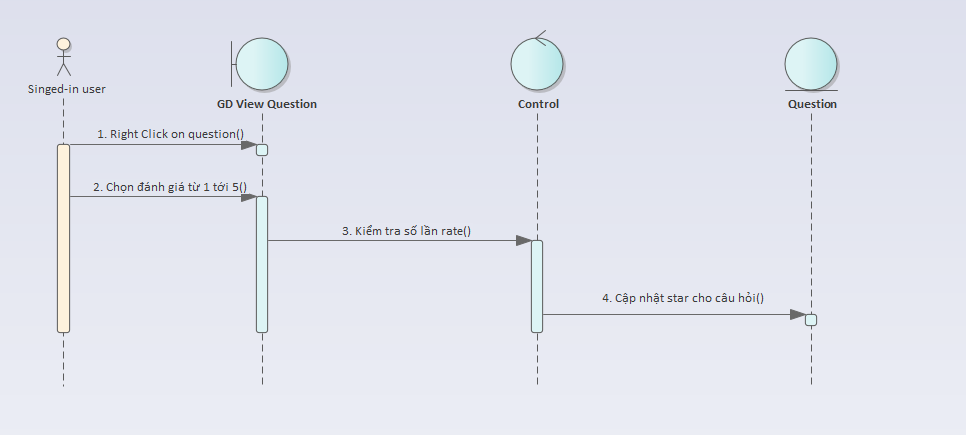 Singed-in user
GD View Question
Control
Question
1. Right Click on question()
2. Chọn đánh giá từ 1 tới 5()
3. Kiểm tra số lần rate()
4. Cập nhật star cho câu hỏi()